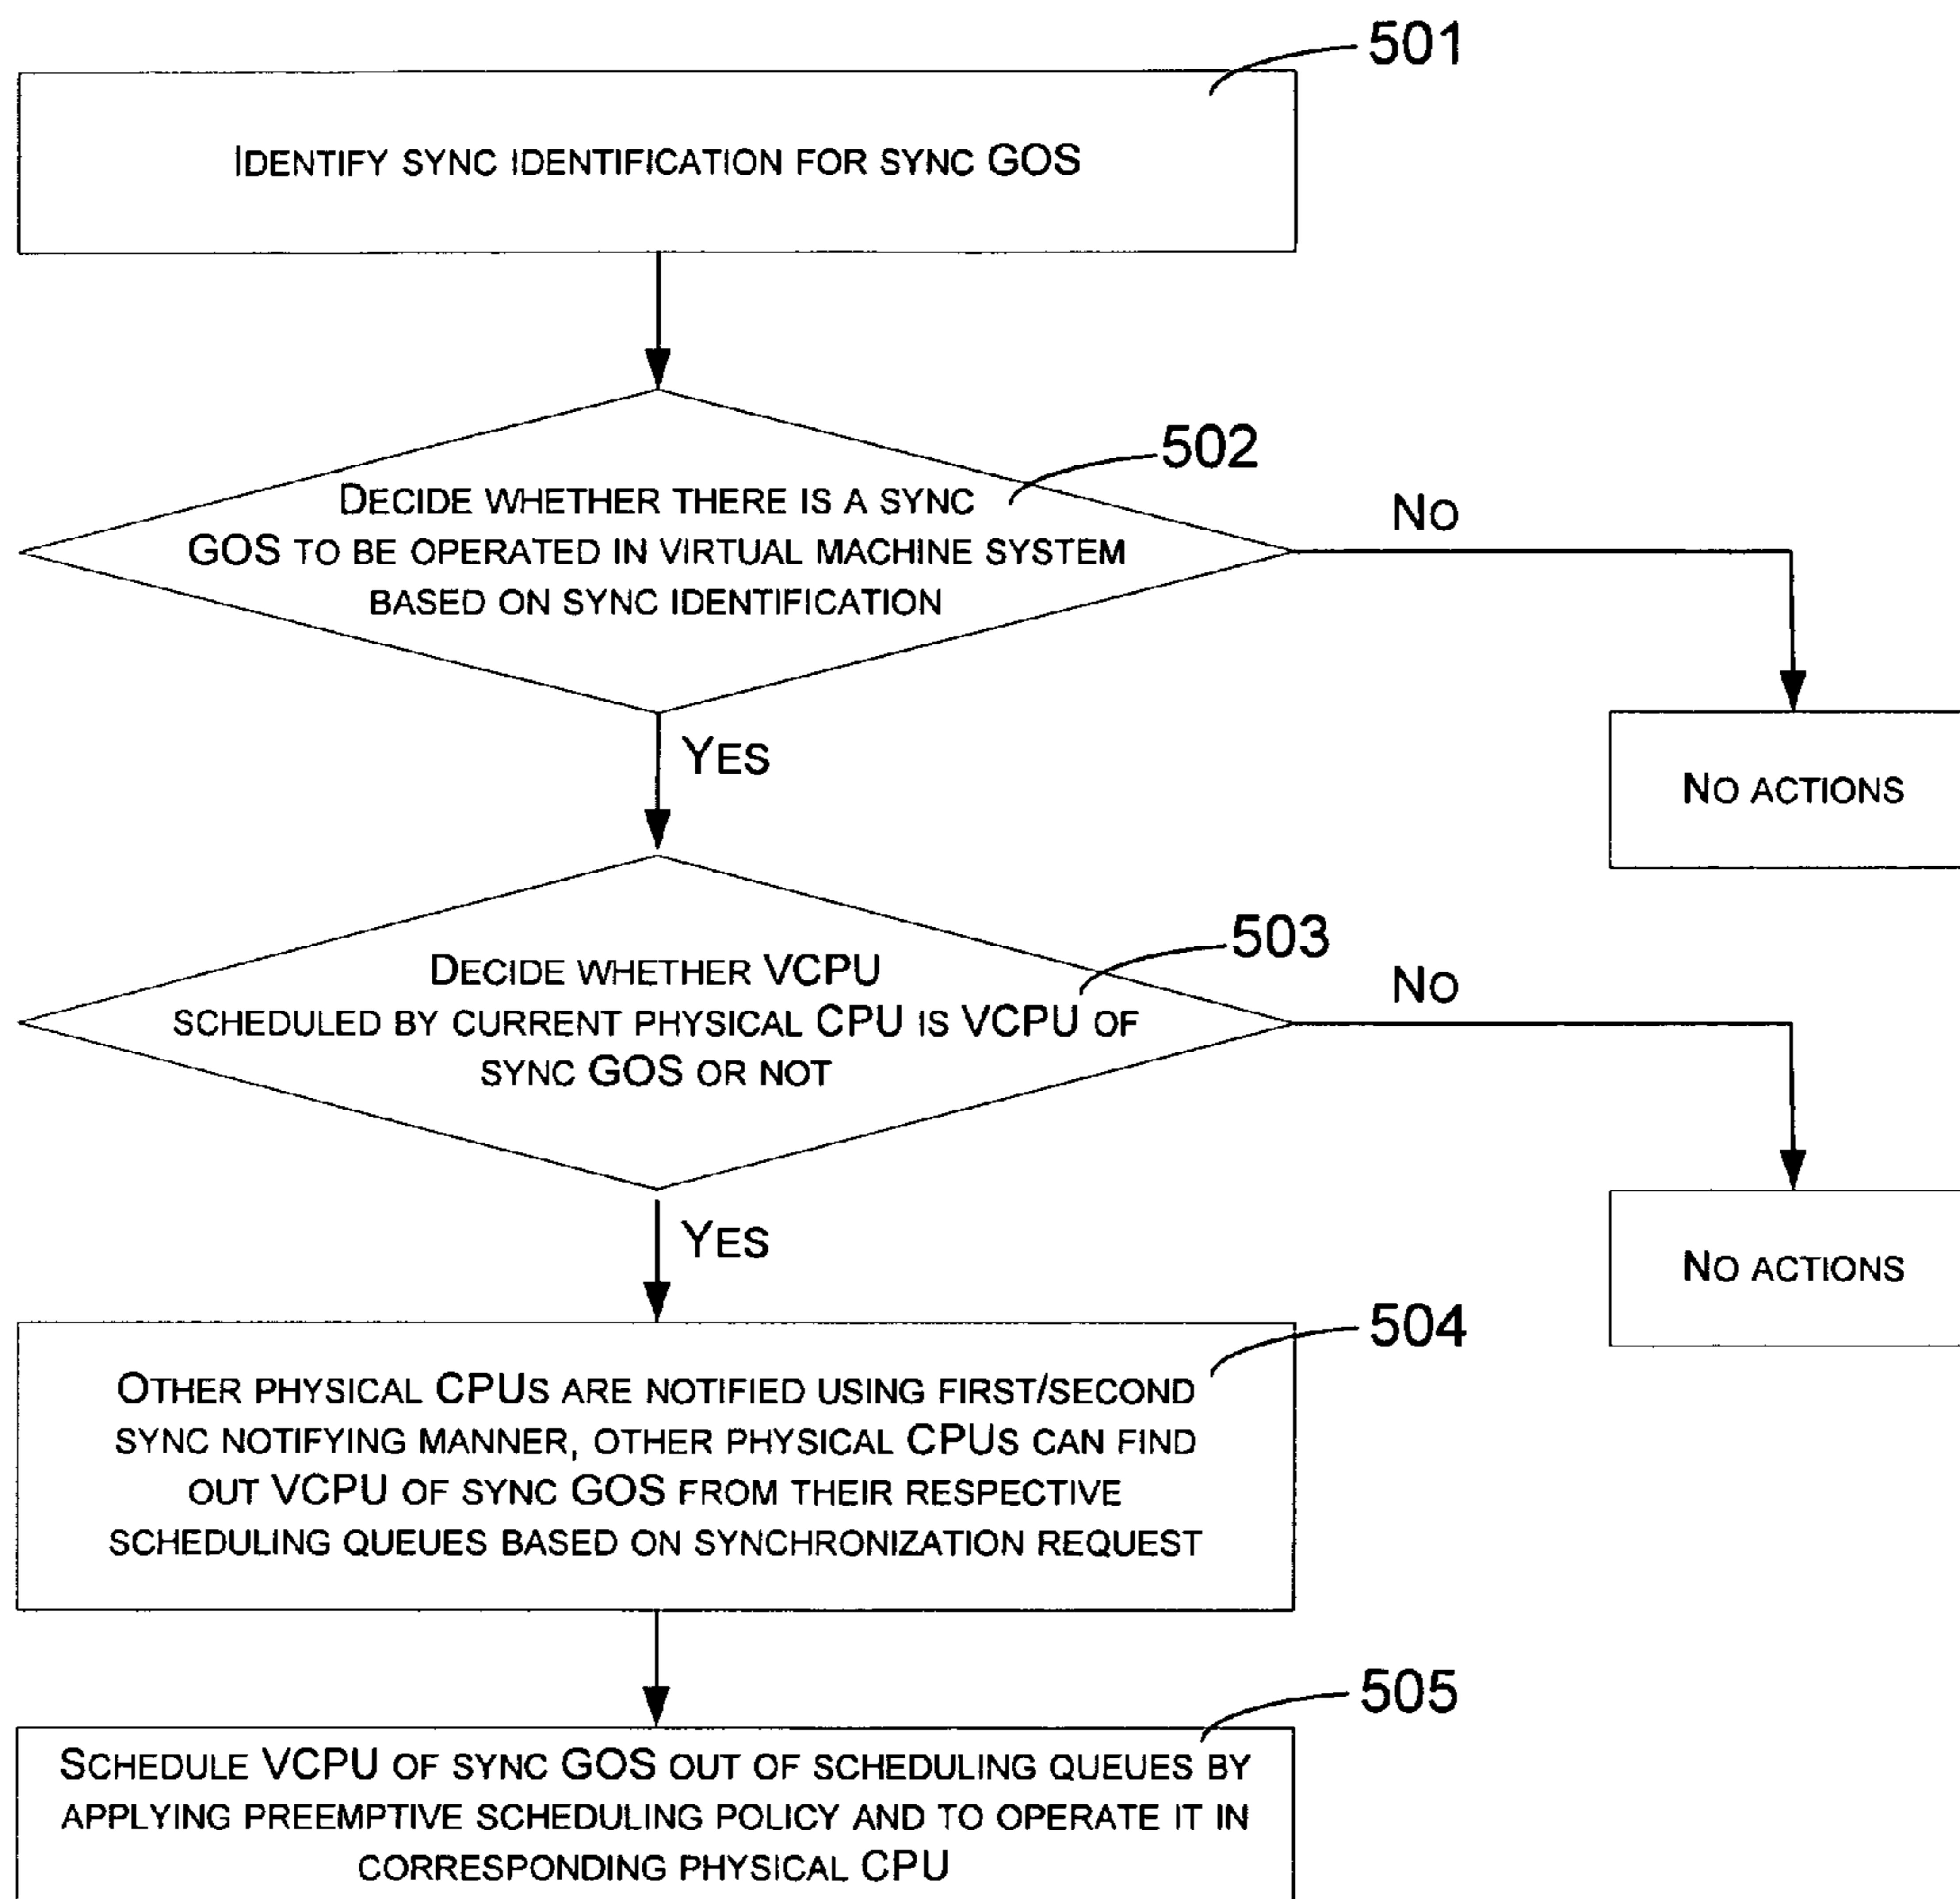 501
IDENTIFY SYNC IDENTIFICATION FOR SYNC GOS
502
DECIDE WHETHER THERE IS A SYNC
GOS TO BE OPERATED IN VIRTUAL MACHINE SYSTEM
BASED ON SYNC IDENTIFICATION
NO
YES
NO ACTIONS
503
DECIDE WHETHER VCPU
SCHEDULED BY CURRENT PHYSICAL CPU IS VCPU OF
SYNC GOS OR NOT
NO
YES
NO ACTIONS
504
OTHER PHYSICAL CPUS ARE NOTIFIED USING FIRST/SECOND
SYNC NOTIFYING MANNER, OTHER PHYSICAL CPUS CAN FIND
OUT VCPU OF SYNC GOS FROM THEIR RESPECTIVE
SCHEDULING QUEUES BASED ON SYNCHRONIZATION REQUEST
505
SCHEDULE VCPU OF SYNC GOS OUT OF SCHEDULING QUEUES BY
APPLYING PREEMPTIVE SCHEDULING POLICY AND TO OPERATE IT IN
CORRESPONDING PHYSICAL CPU